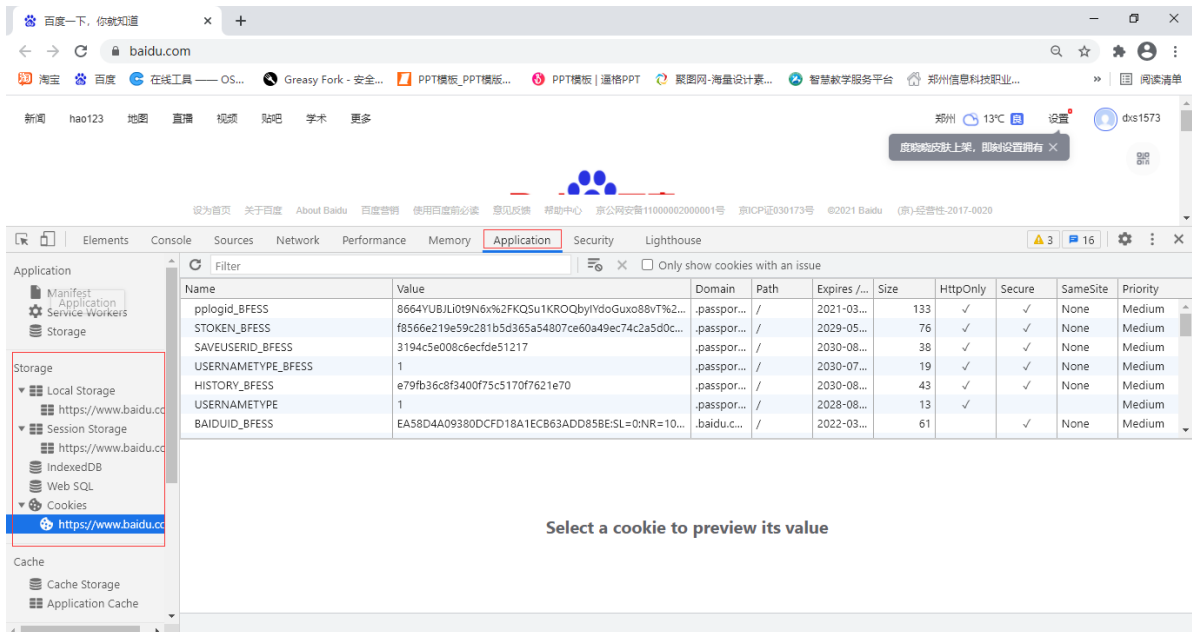 百度一下，你就知道
baidu.com
淘宝 百度 在线工具 —— OS... Greasy Fork - 安全... PPT模板_PPT模版... PPT模板 | 逼格PPT 聚图网-海量设计素... 智慧教学服务平台 郑州信息科技职业... » 阅读清单
新闻 hao123 地图 直播 视频 贴吧 学术 更多 郑州 13℃ 良 设置 dxs1573
度晓晓皮肤上架，即刻设置拥有
设为首页 关于百度 About Baidu 百度营销 使用百度前必读 意见反馈 帮助中心 京公网安备11000002000001号 京ICP证030173号 ©2021 Baidu (京)-经营性-2017-0020
Elements Console Sources Network Performance Memory Application Security Lighthouse 3 16
Application Filter Only show cookies with an issue
Manifest Name Value Domain Path Expires /... Size HttpOnly Secure SameSite Priority
Application
Service Workers pplogid_BFESS 8664YUBJLi0t9N6x%2FKQSu1KROQbyIYdoGuxo88vT%2... .passpor... / 2021-03... 133 ✓ ✓ None Medium
Storage STOKEN_BFESS f8566e219e59c281b5d365a54807ce60a49ec74c2a5d0c... .passpor... / 2029-05... 76 ✓ ✓ None Medium
SAVEUSERID_BFESS 3194c5e008c6ecfde51217 .passpor... / 2030-08... 38 ✓ ✓ None Medium
Storage USERNAMETYPE_BFESS 1 .passpor... / 2030-07... 19 ✓ ✓ None Medium
Local Storage HISTORY_BFESS e79fb36c8f3400f75c5170f7621e70 .passpor... / 2030-08... 43 ✓ ✓ None Medium
https://www.baidu.cc USERNAMETYPE 1 .passpor... / 2028-08... 13 ✓ Medium
Session Storage BAIDUID_BFESS EA58D4A09380DCFD18A1ECB63ADD85BE:SL=0:NR=10... .baidu.c... / 2022-03... 61 ✓ None Medium
https://www.baidu.cc
IndexedDB
Web SQL
Cookies
https://www.baidu.cc Select a cookie to preview its value
Cache
Cache Storage
Application Cache